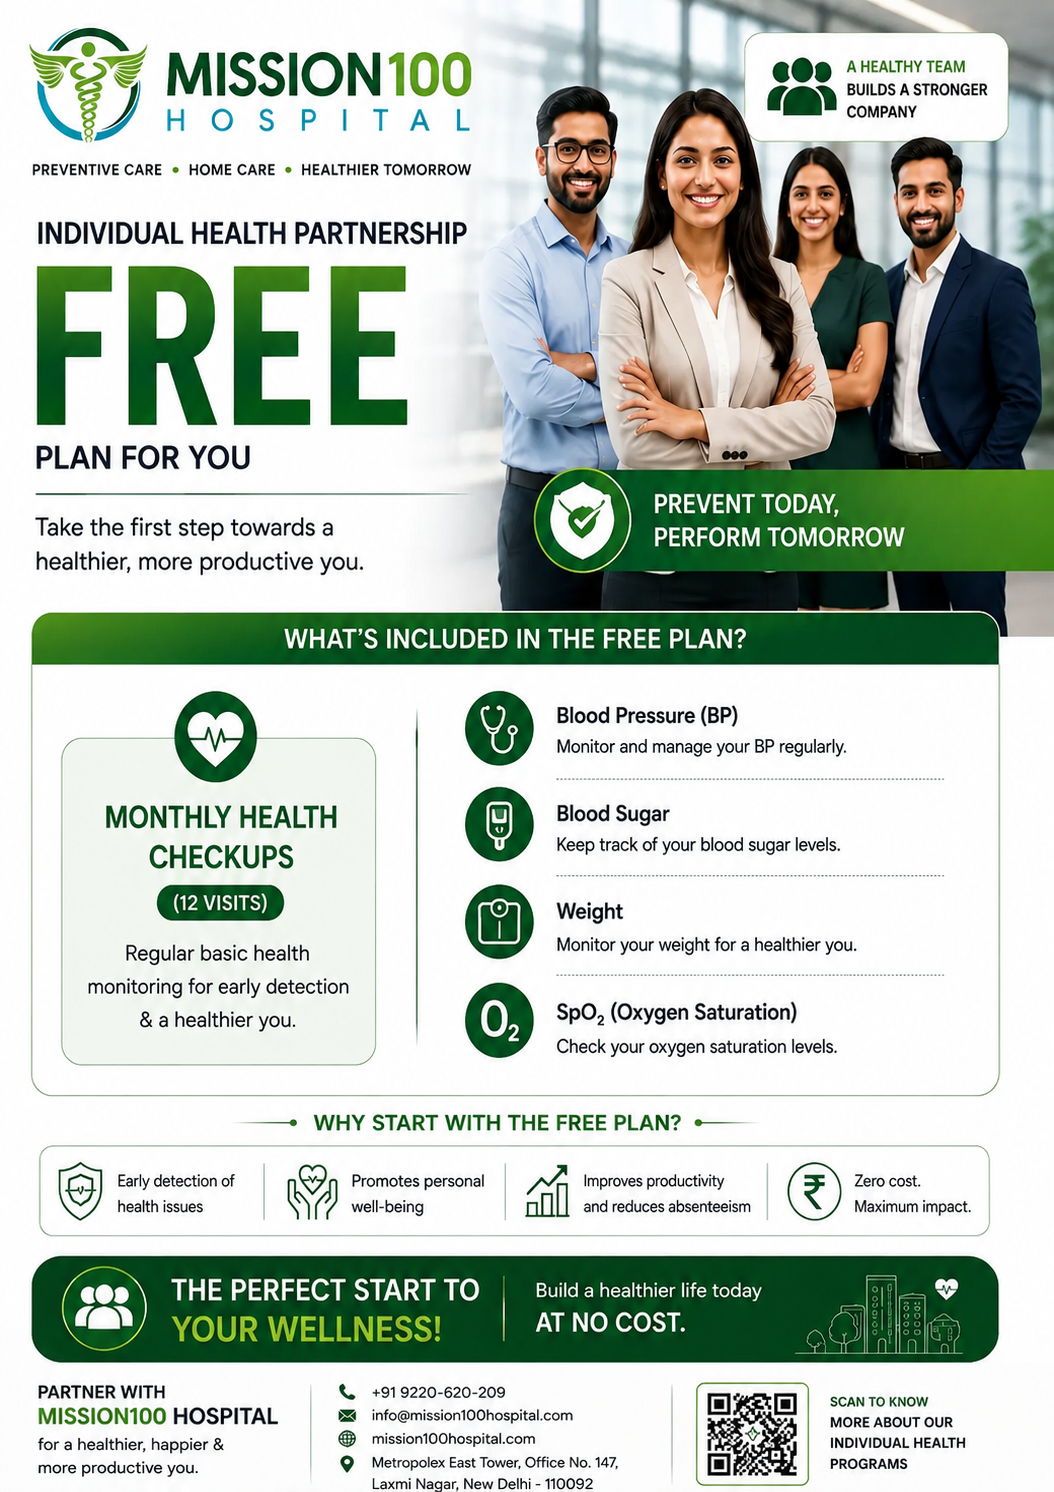 MISSION100
HOSPITAL
PREVENTIVE CARE • HOME CARE • HEALTHIER TOMORROW
A HEALTHY TEAM
BUILDS A STRONGER
COMPANY
INDIVIDUAL HEALTH PARTNERSHIP
FREE
PLAN FOR YOU
Take the first step towards a
healthier, more productive you.
PREVENT TODAY,
PERFORM TOMORROW
WHAT'S INCLUDED IN THE FREE PLAN?
MONTHLY HEALTH
CHECKUPS
(12 VISITS)
Regular basic health
monitoring for early detection
& a healthier you.
Blood Pressure (BP)
Monitor and manage your BP regularly.
Blood Sugar
Keep track of your blood sugar levels.
Weight
Monitor your weight for a healthier you.
O₂
SpO₂ (Oxygen Saturation)
Check your oxygen saturation levels.
WHY START WITH THE FREE PLAN?
Early detection of
health issues
Promotes personal
well-being
Improves productivity
and reduces absenteeism
₹
Zero cost.
Maximum impact.
THE PERFECT START TO
YOUR WELLNESS!
Build a healthier life today
AT NO COST.
PARTNER WITH
MISSION100 HOSPITAL
for a healthier, happier &
more productive you.
+91 9220-620-209
info@mission100hospital.com
mission100hospital.com
Metropolex East Tower, Office No. 147,
Laxmi Nagar, New Delhi - 110092
SCAN TO KNOW
MORE ABOUT OUR
INDIVIDUAL HEALTH
PROGRAMS